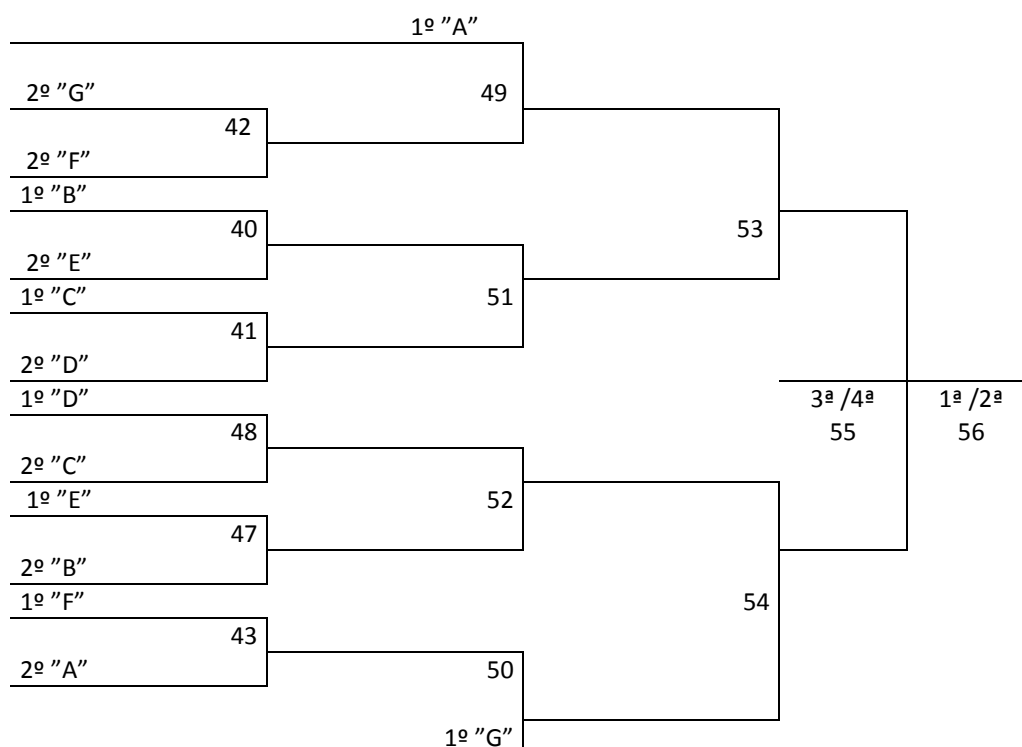 1º ”A”
2º ”G”
49
42
2º ”F”
1º ”B”
40
53
2º ”E”
1º ”C”
51
41
2º ”D”
1º ”D”
3ª /4ª
1ª /2ª
48
55
56
2º ”C”
1º ”E”
52
47
2º ”B”
1º ”F”
54
43
2º ”A”
50
1º ”G”